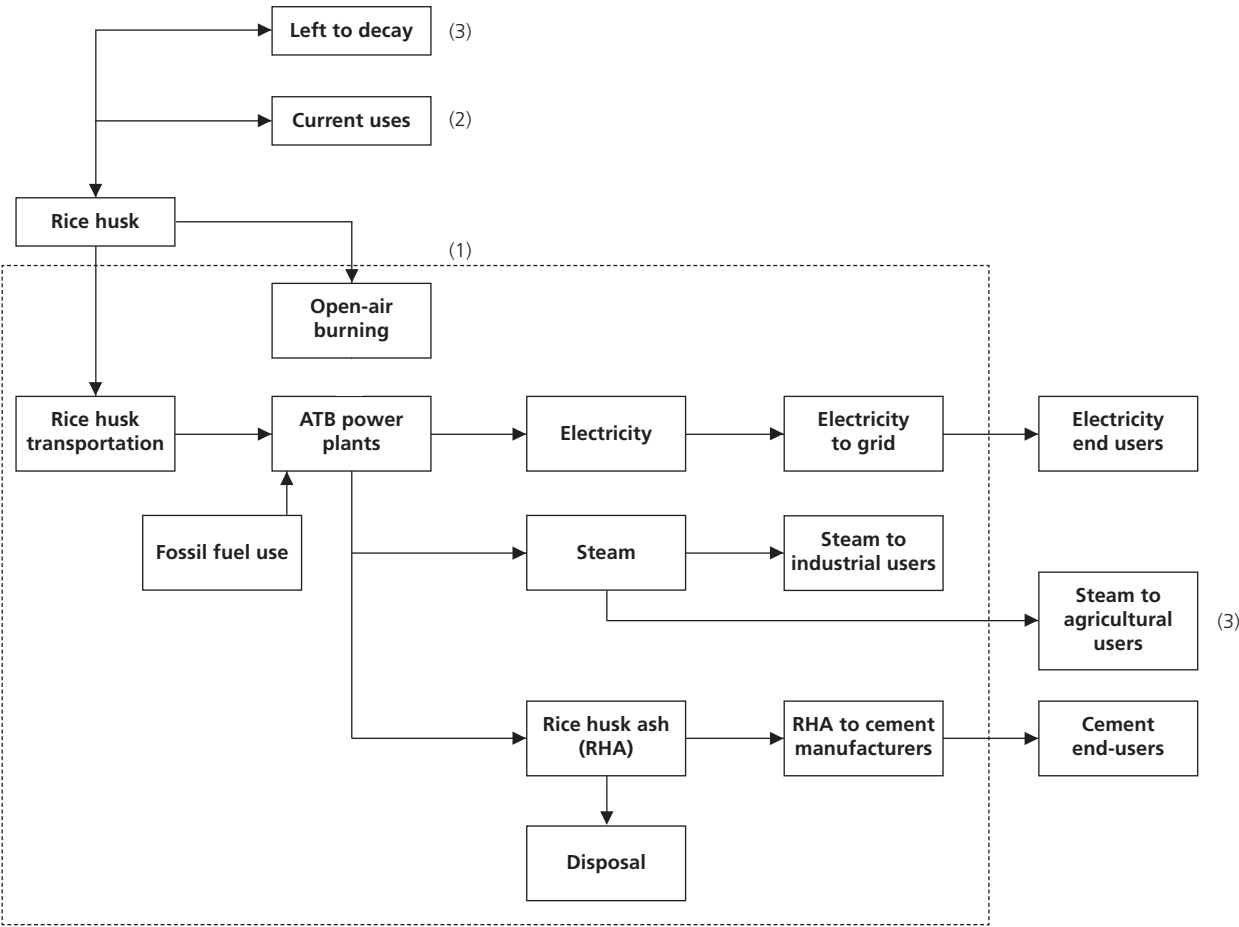 Left to decay
(3)
Current uses
(2)
Rice husk
(1)
Open-air
burning
Rice husk
transportation
ATB power
plants
Electricity
Electricity
to grid
Electricity
end users
Fossil fuel use
Steam
Steam to
industrial users
Steam to
agricultural
users
(3)
Rice husk ash
(RHA)
RHA to cement
manufacturers
Cement
end-users
Disposal